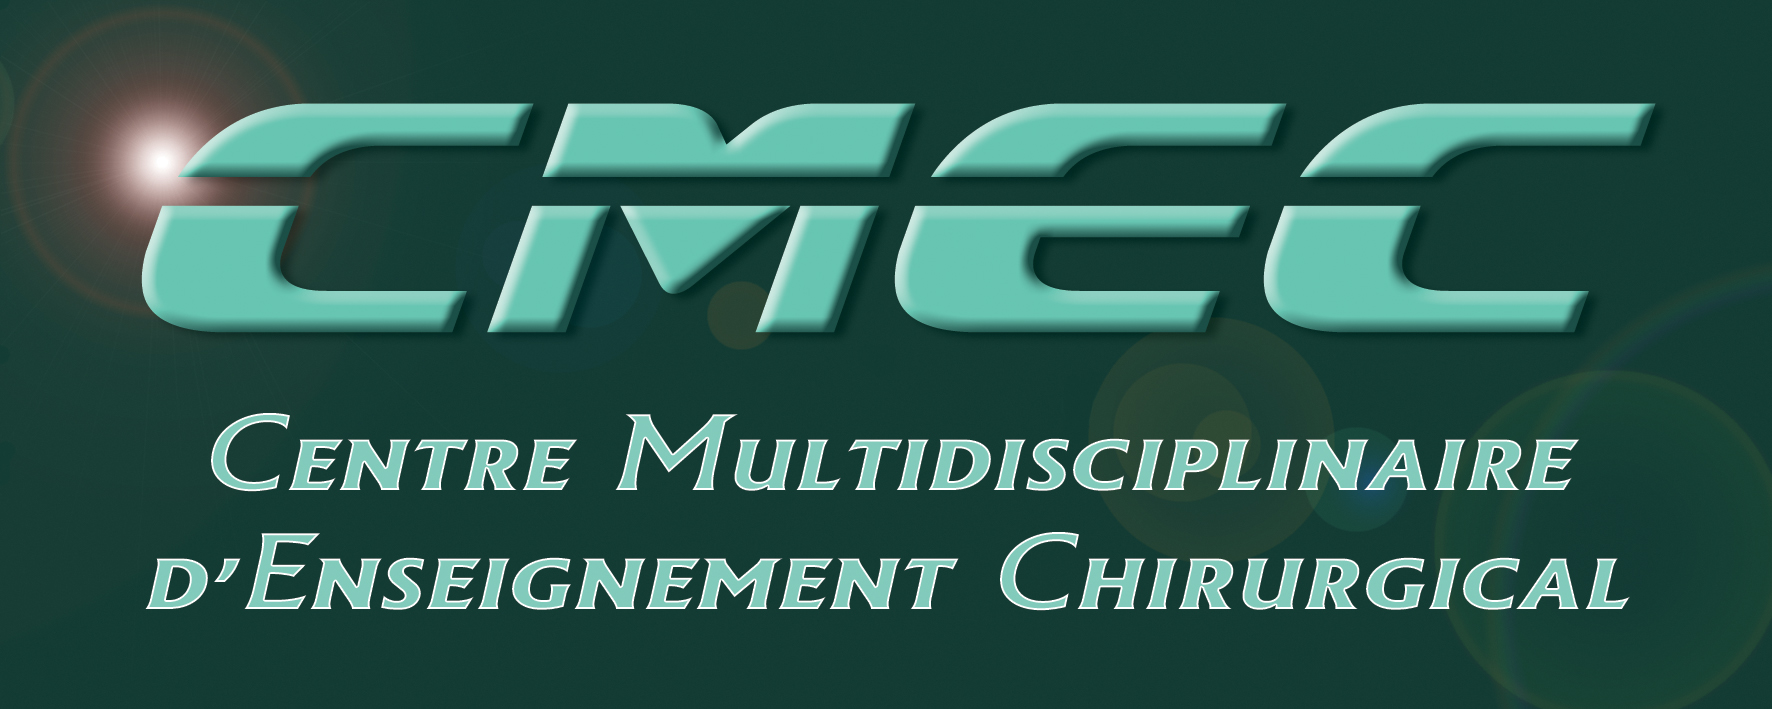 CMEC
CENTRE MULTIDISCIPLINAIRE
D'ENSEIGNEMENT CHIRURGICAL